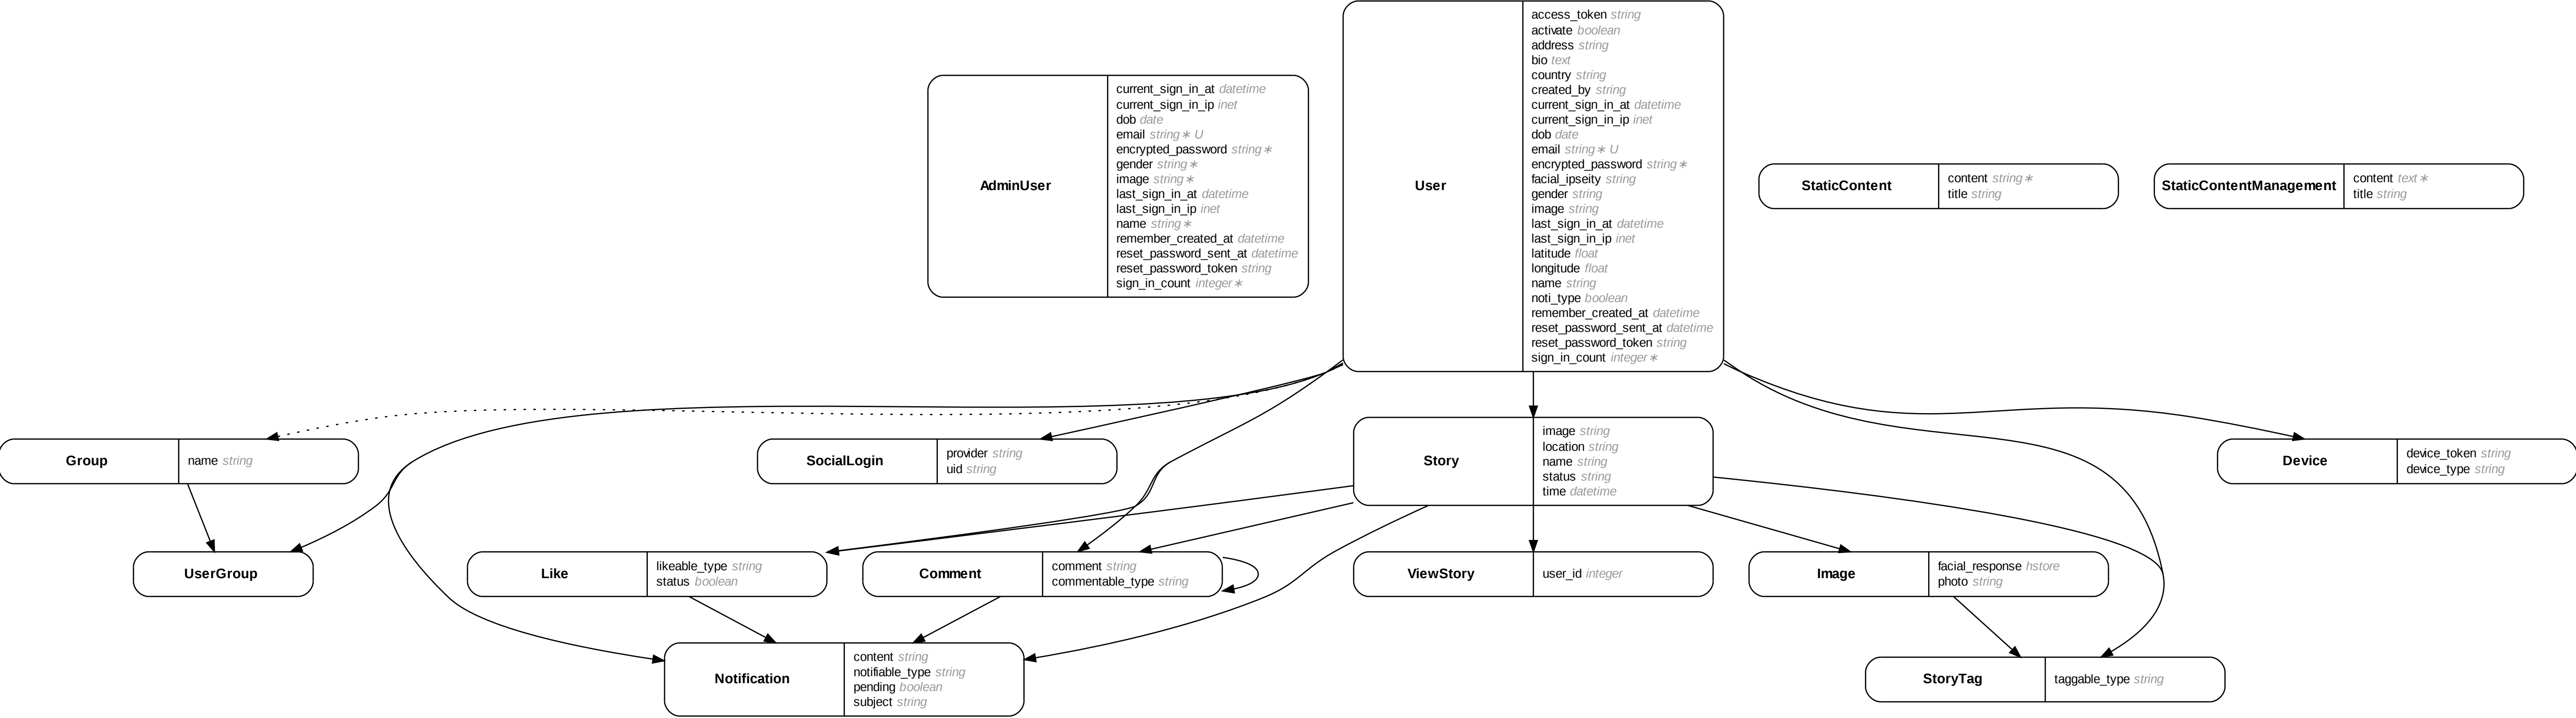 AdminUser
current_sign_in_at datetime
current_sign_in_ip inet
dob date
email string∗ U
encrypted_password string∗
gender string∗
image string∗
last_sign_in_at datetime
last_sign_in_ip inet
name string∗
remember_created_at datetime
reset_password_sent_at datetime
reset_password_token string
sign_in_count integer∗
User
access_token string
activate boolean
address string
bio text
country string
created_by string
current_sign_in_at datetime
current_sign_in_ip inet
dob date
email string∗ U
encrypted_password string∗
facial_ipseity string
gender string
image string
last_sign_in_at datetime
last_sign_in_ip inet
latitude float
longitude float
name string
noti_type boolean
remember_created_at datetime
reset_password_sent_at datetime
reset_password_token string
sign_in_count integer∗
StaticContent
content string∗
title string
StaticContentManagement
content text∗
title string
Group
name string
SocialLogin
provider string
uid string
Story
image string
location string
name string
status string
time datetime
Device
device_token string
device_type string
UserGroup
Like
likeable_type string
status boolean
Comment
comment string
commentable_type string
ViewStory
user_id integer
Image
facial_response hstore
photo string
Notification
content string
notifiable_type string
pending boolean
subject string
StoryTag
taggable_type string